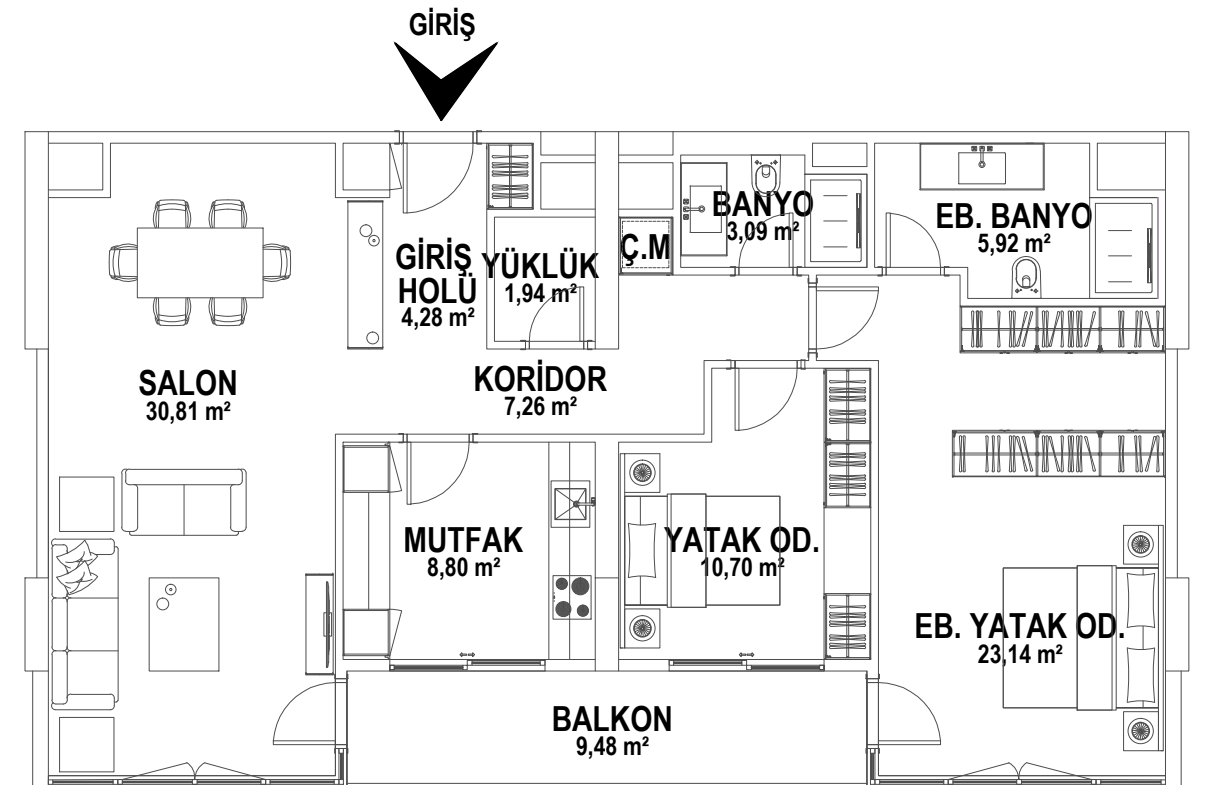 GİRİŞ
BANYO
3,09 m²
EB. BANYO
5,92 m²
GİRİŞ
HOLÜ
4,28 m²
YÜKLÜK
1,94 m²
Ç.M
SALON
30,81 m²
KORİDOR
7,26 m²
MUTFAK
8,80 m²
YATAK OD.
10,70 m²
EB. YATAK OD.
23,14 m²
BALKON
9,48 m²